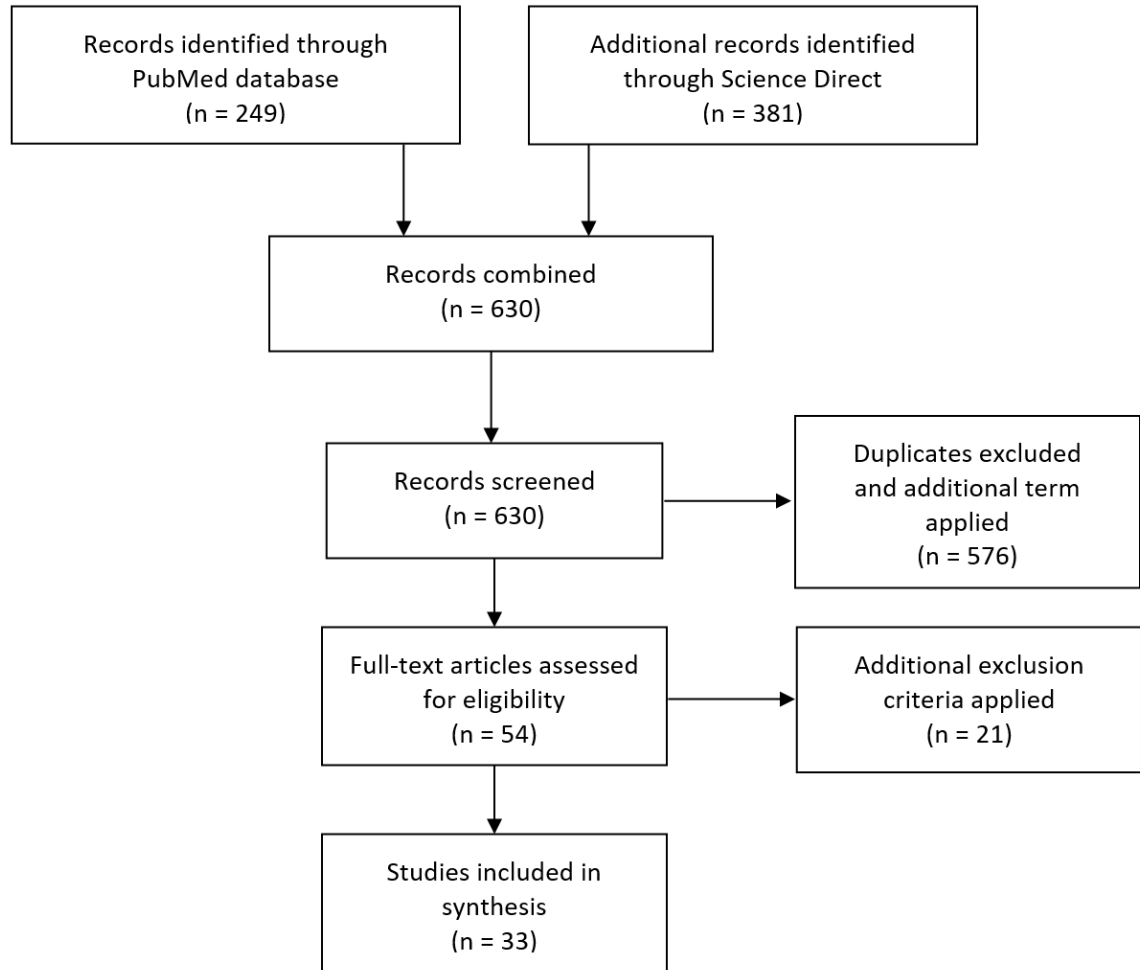 Records identified through
PubMed database
(n = 249)
Additional records identified
through Science Direct
(n = 381)
Records combined
(n = 630)
Records screened
(n = 630)
Duplicates excluded
and additional term
applied
(n = 576)
Full-text articles assessed
for eligibility
(n = 54)
Additional exclusion
criteria applied
(n = 21)
Studies included in
synthesis
(n = 33)